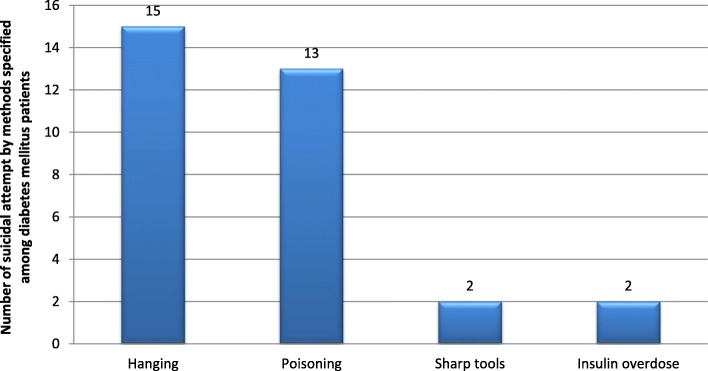 Number of suicidal attempt by methods specified
among diabetes mellitus patients
16
14
12
10
8
6
4
2
0
15
13
2
2
Hanging
Poisoning
Sharp tools
Insulin overdose